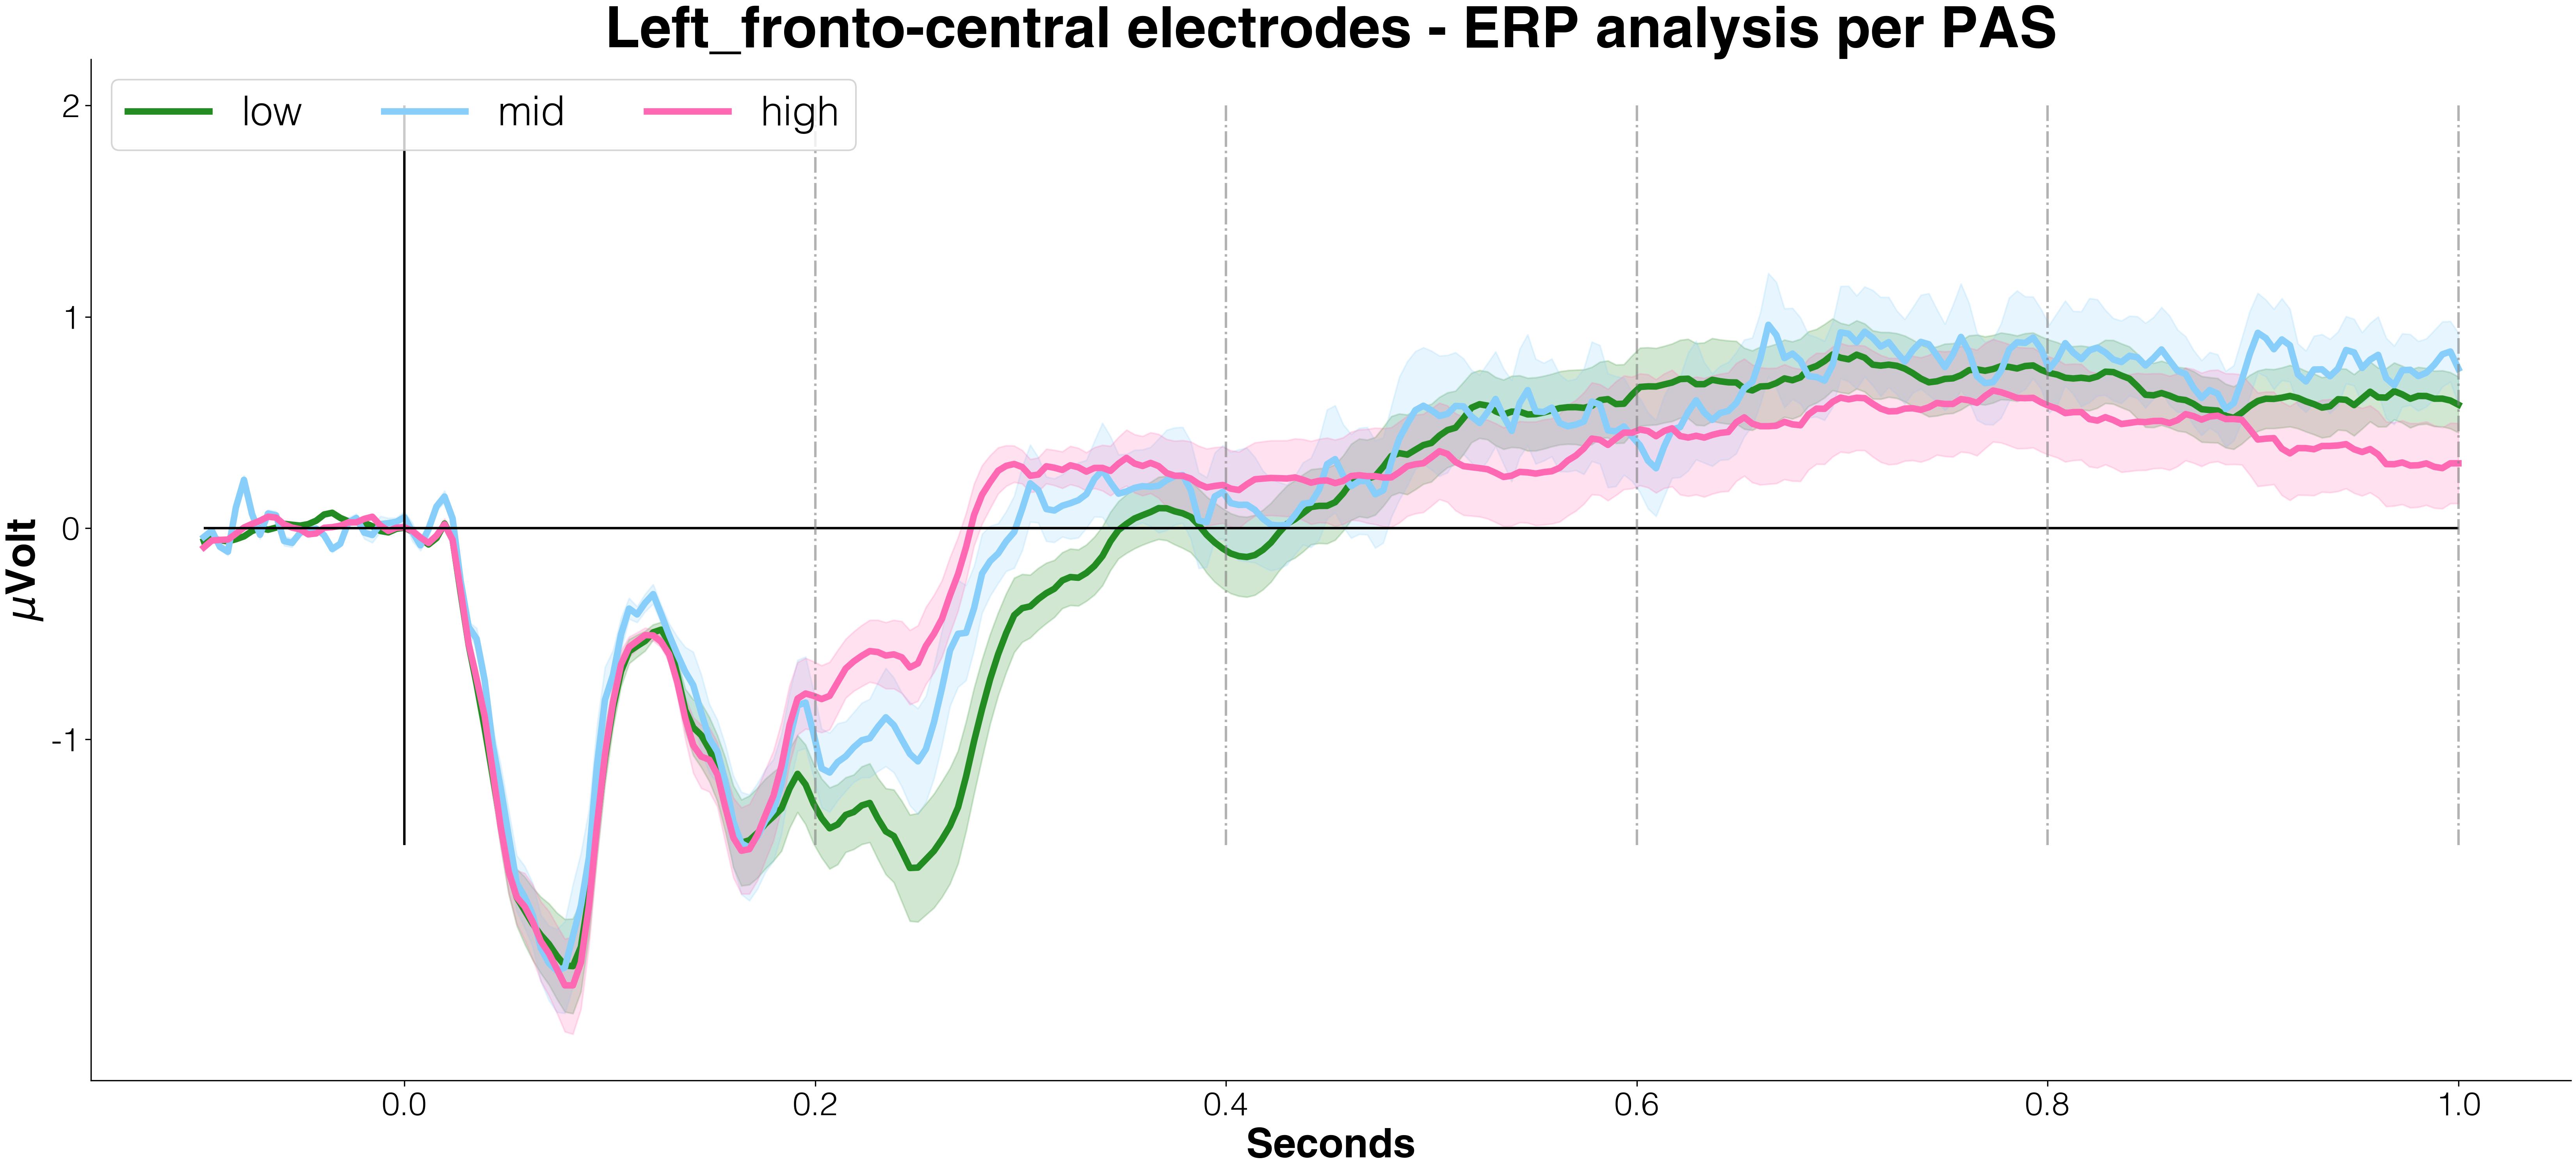 Left_fronto-central electrodes - ERP analysis per PAS
low mid high
2
1
0
-1
μVolt
0.0 0.2 0.4 0.6 0.8 1.0
Seconds